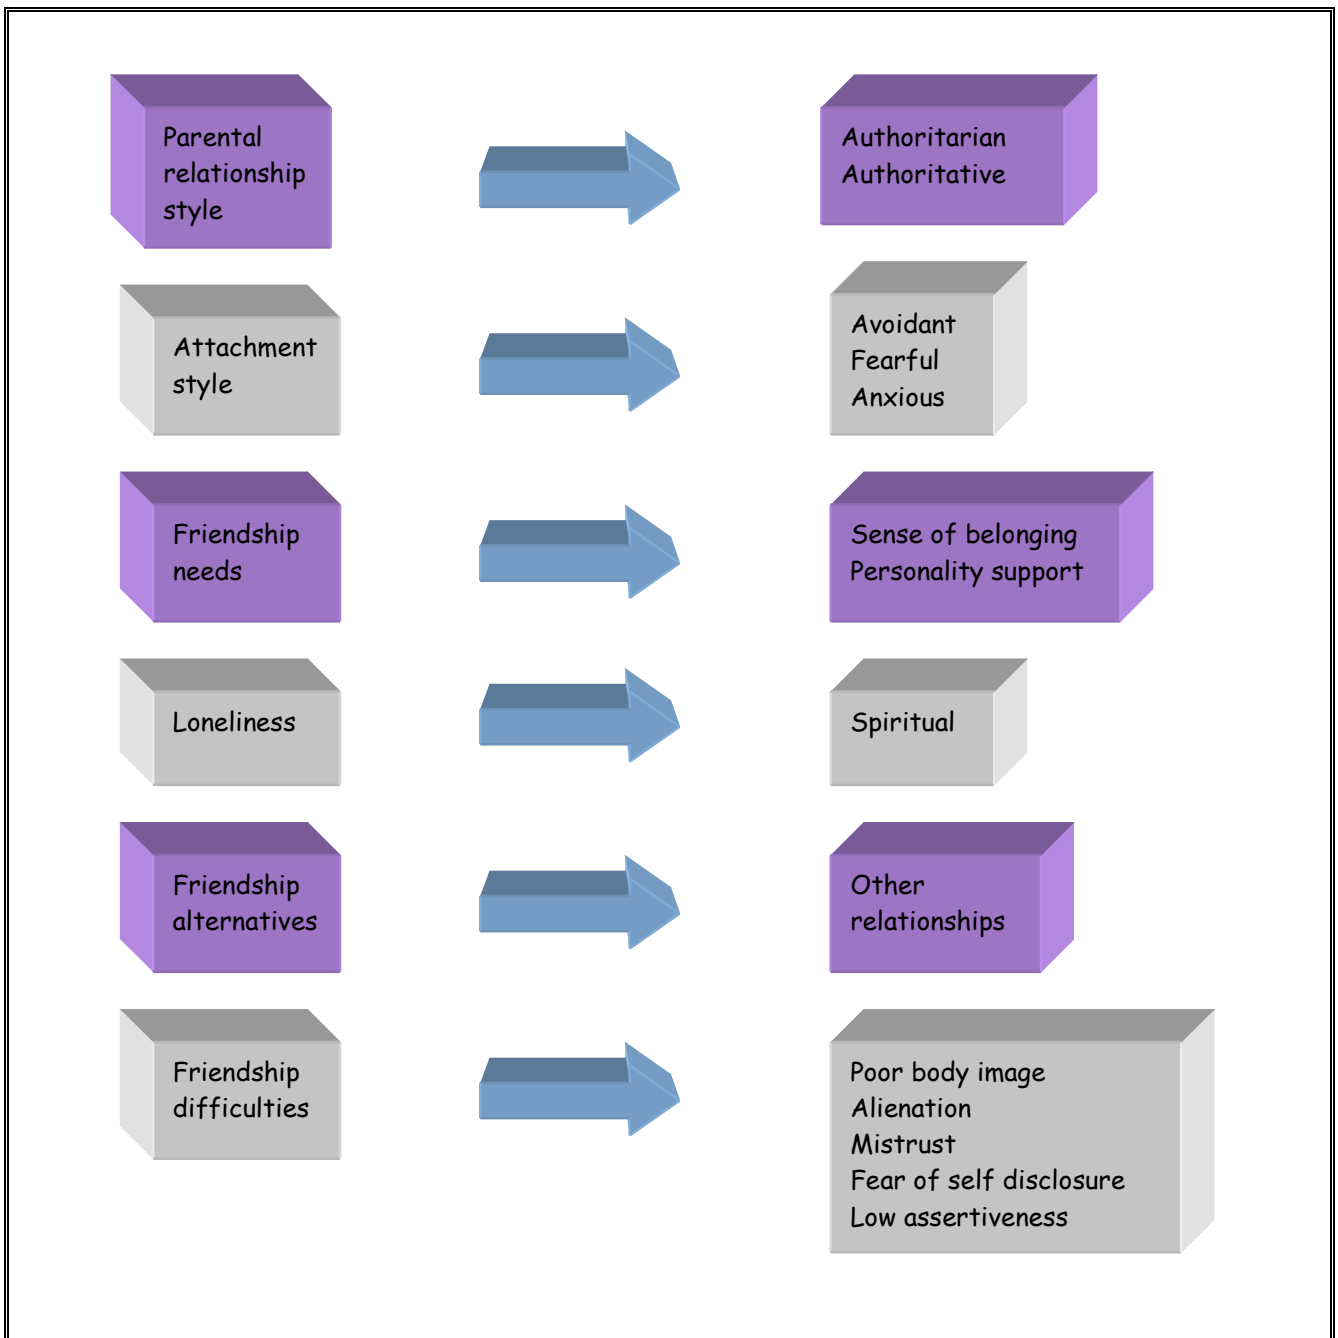 Parental
relationship
style
Authoritarian
Authoritative
Attachment
style
Avoidant
Fearful
Anxious
Friendship
needs
Sense of belonging
Personality support
Loneliness
Spiritual
Friendship
alternatives
Other
relationships
Friendship
difficulties
Poor body image
Alienation
Mistrust
Fear of self disclosure
Low assertiveness